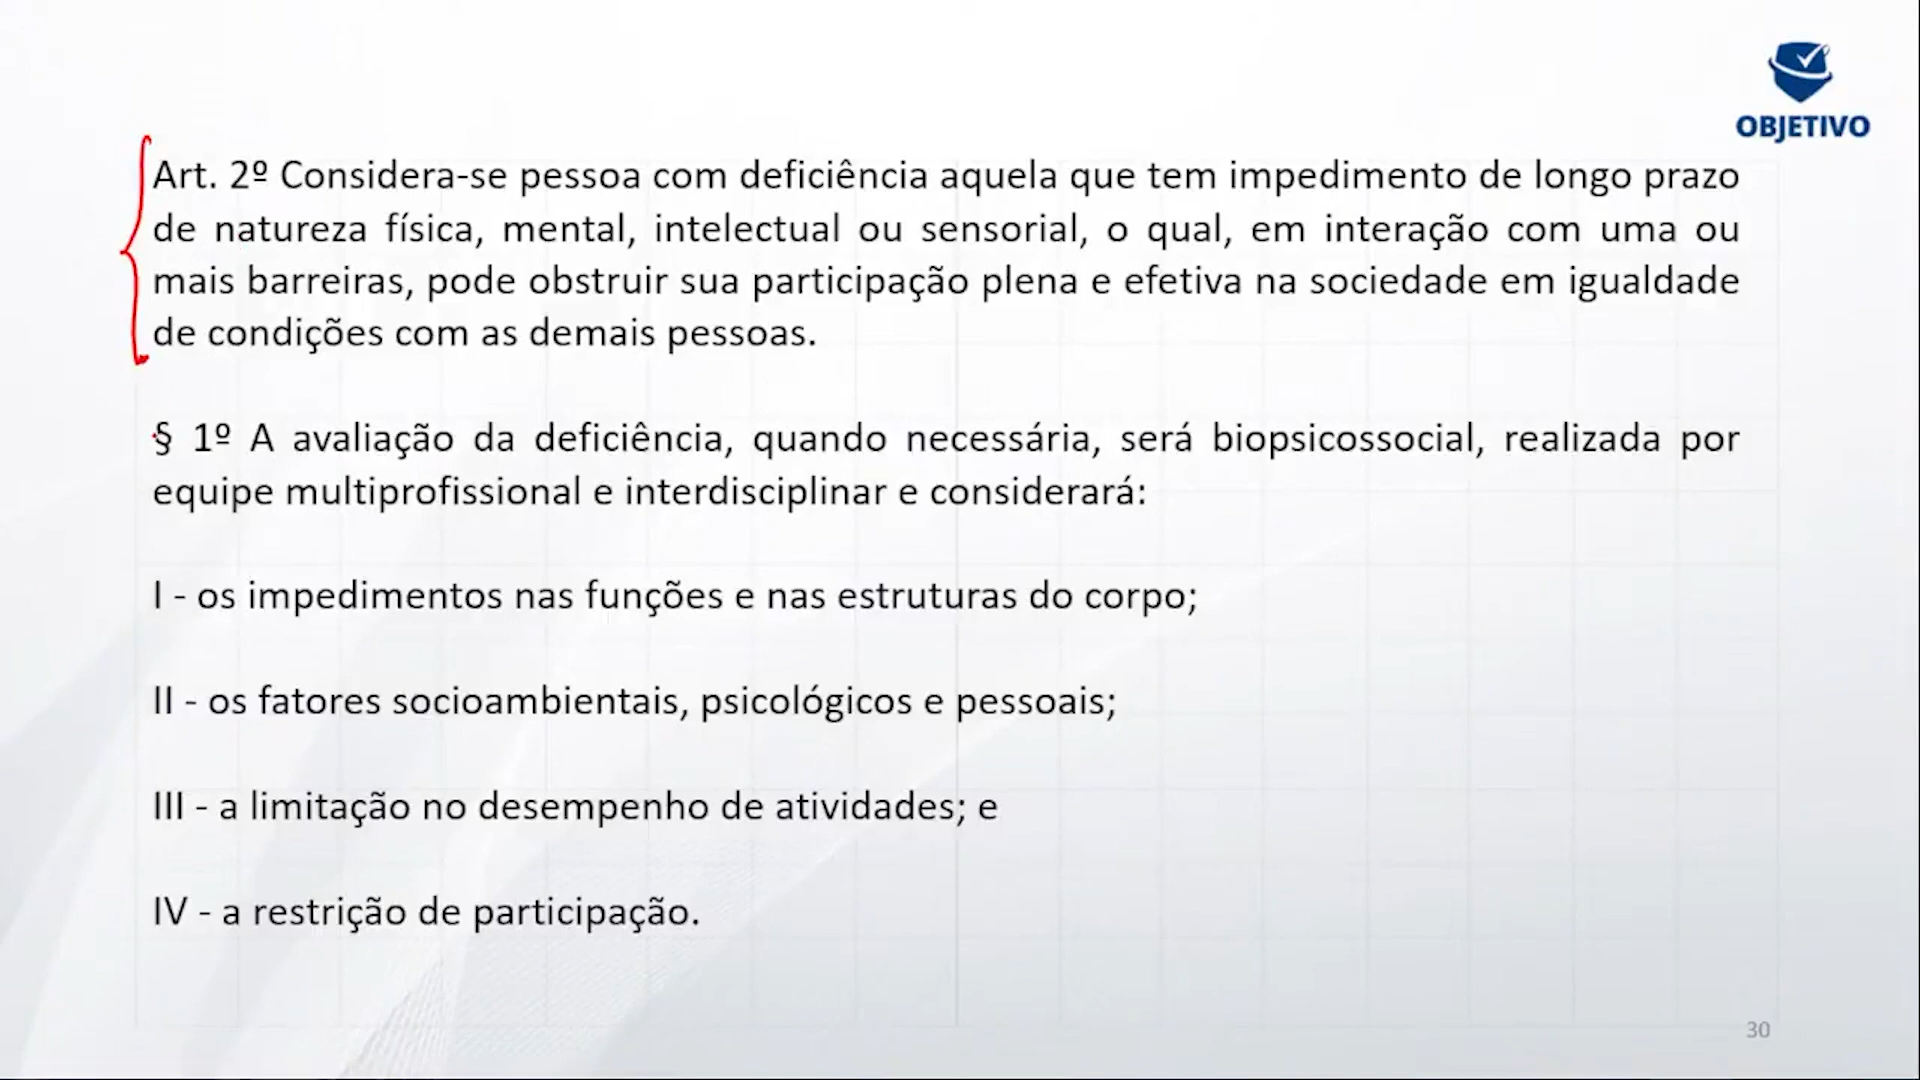 OBJETIVO
Art. 2º Considera-se pessoa com deficiência aquela que tem impedimento de longo prazo
de natureza física, mental, intelectual ou sensorial, o qual, em interação com uma ou
mais barreiras, pode obstruir sua participação plena e efetiva na sociedade em igualdade
de condições com as demais pessoas.
§ 1º A avaliação da deficiência, quando necessária, será biopsicossocial, realizada por
equipe multiprofissional e interdisciplinar e considerará:
I - os impedimentos nas funções e nas estruturas do corpo;
II - os fatores socioambientais, psicológicos e pessoais;
III - a limitação no desempenho de atividades; e
IV - a restrição de participação.
30